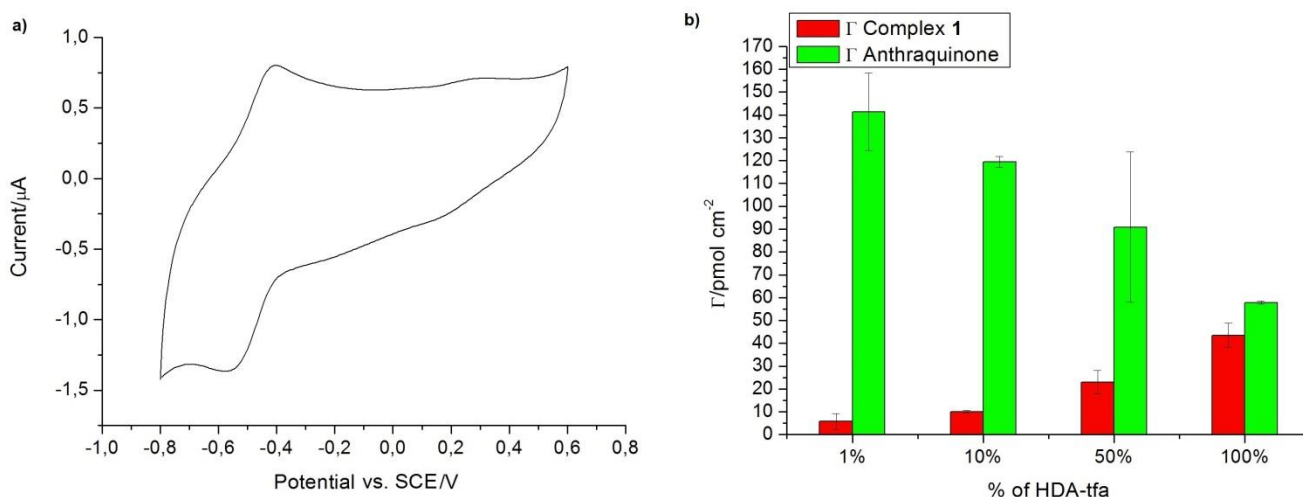 a)
1,0
0,5
0,0
-0,5
-1,0
-1,5
Current/μA
-1,0 -0,8 -0,6 -0,4 -0,2 0,0 0,2 0,4 0,6 0,8
Potential vs. SCE/V
b)
Γ Complex 1
Γ Anthraquinone
170
160
150
140
130
120
110
100
90
80
70
60
50
40
30
20
10
0
Γ/pmol cm⁻²
1% 10% 50% 100%
% of HDA-tfa